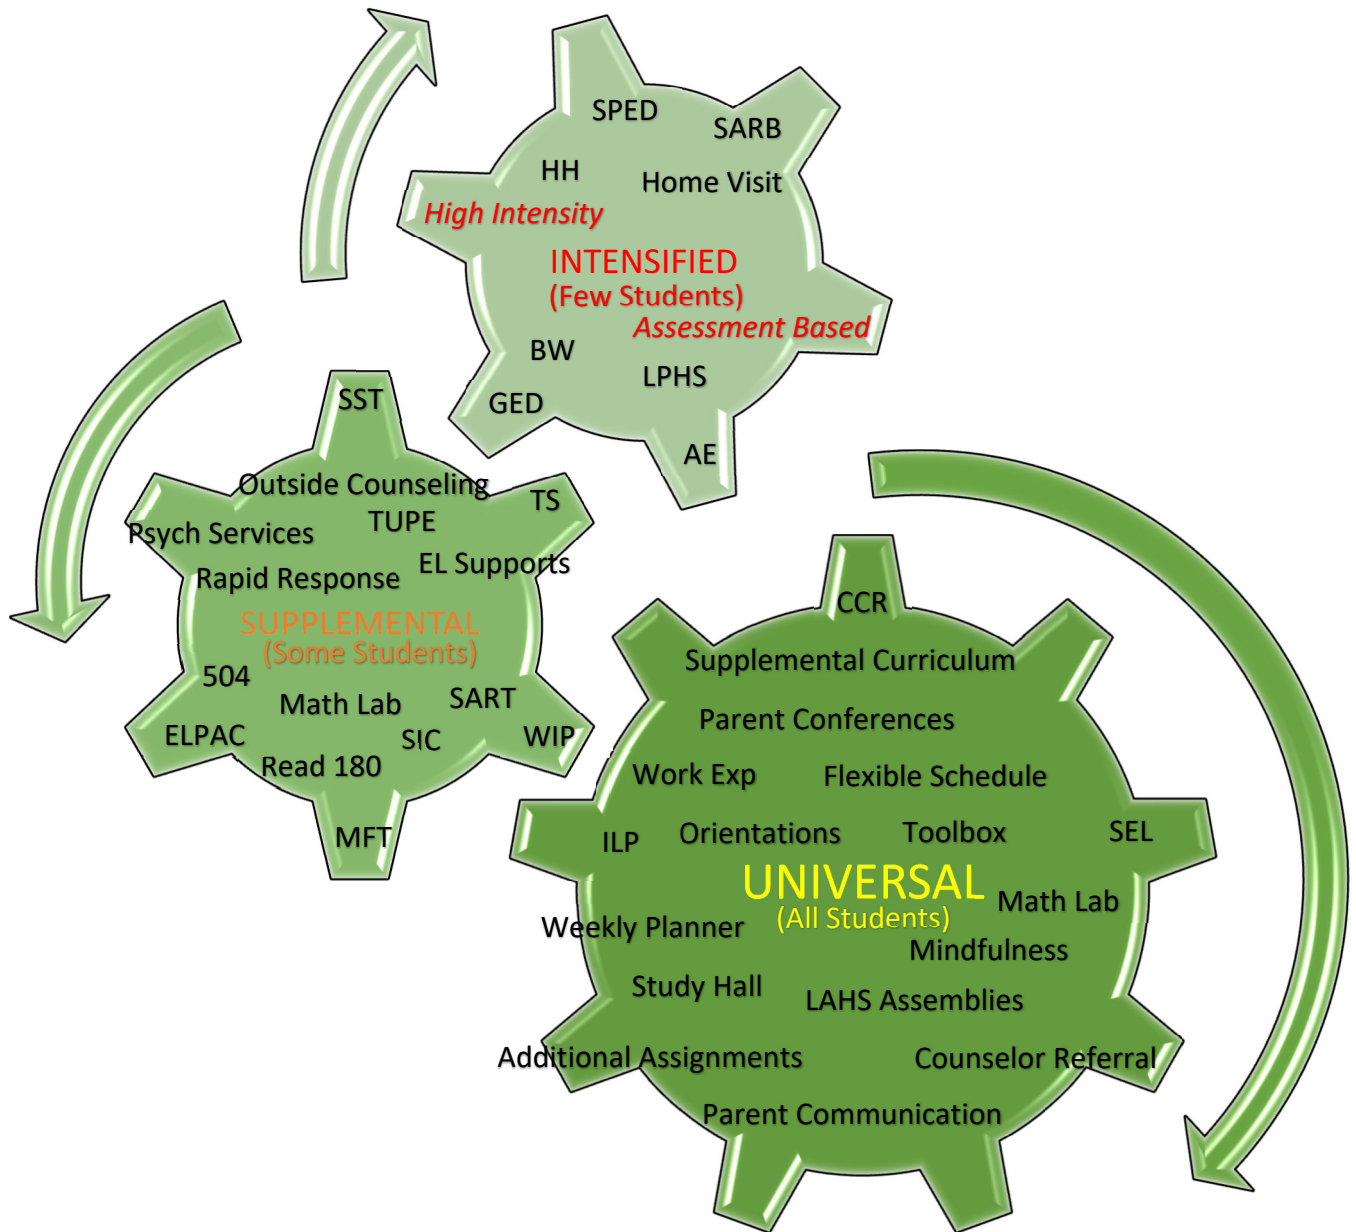 SPED
SARB
HH
Home Visit
High Intensity
INTENSIFIED
(Few Students)
Assessment Based
BW
LPHS
GED
AE
SST
Outside Counseling
TS
TUPE
Psych Services
EL Supports
Rapid Response
SUPPLEMENTAL
(Some Students)
504
Math Lab
SART
ELPAC
SIC
WIP
Read 180
MFT
CCR
Supplemental Curriculum
Parent Conferences
Work Exp
Flexible Schedule
ILP
Orientations
Toolbox
SEL
UNIVERSAL
(All Students)
Math Lab
Weekly Planner
Mindfulness
Study Hall
LAHS Assemblies
Additional Assignments
Counselor Referral
Parent Communication